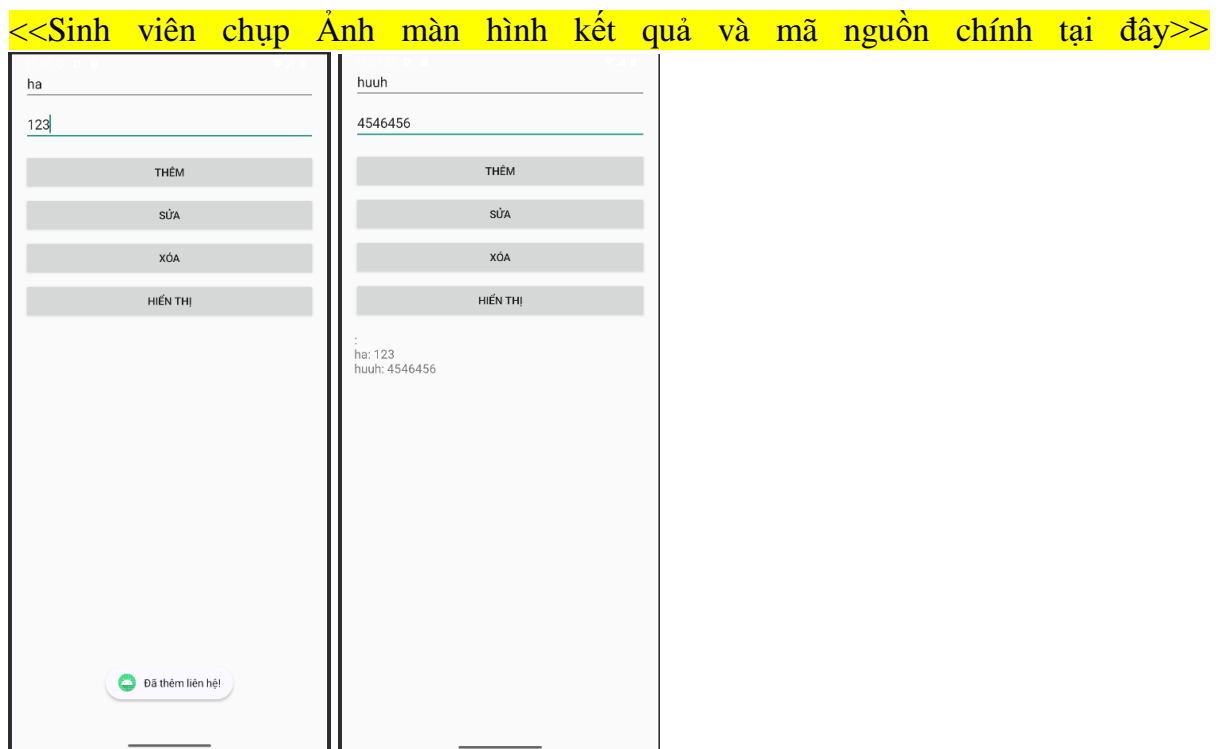 <<Sinh viên chụp Ảnh màn hình kết quả và mã nguồn chính tại đây>>
ha
123
THÊM
SỬA
XÓA
HIỂN THỊ
Đã thêm liên hệ!
huuh
4546456
THÊM
SỬA
XÓA
HIỂN THỊ
:
ha: 123
huuh: 4546456